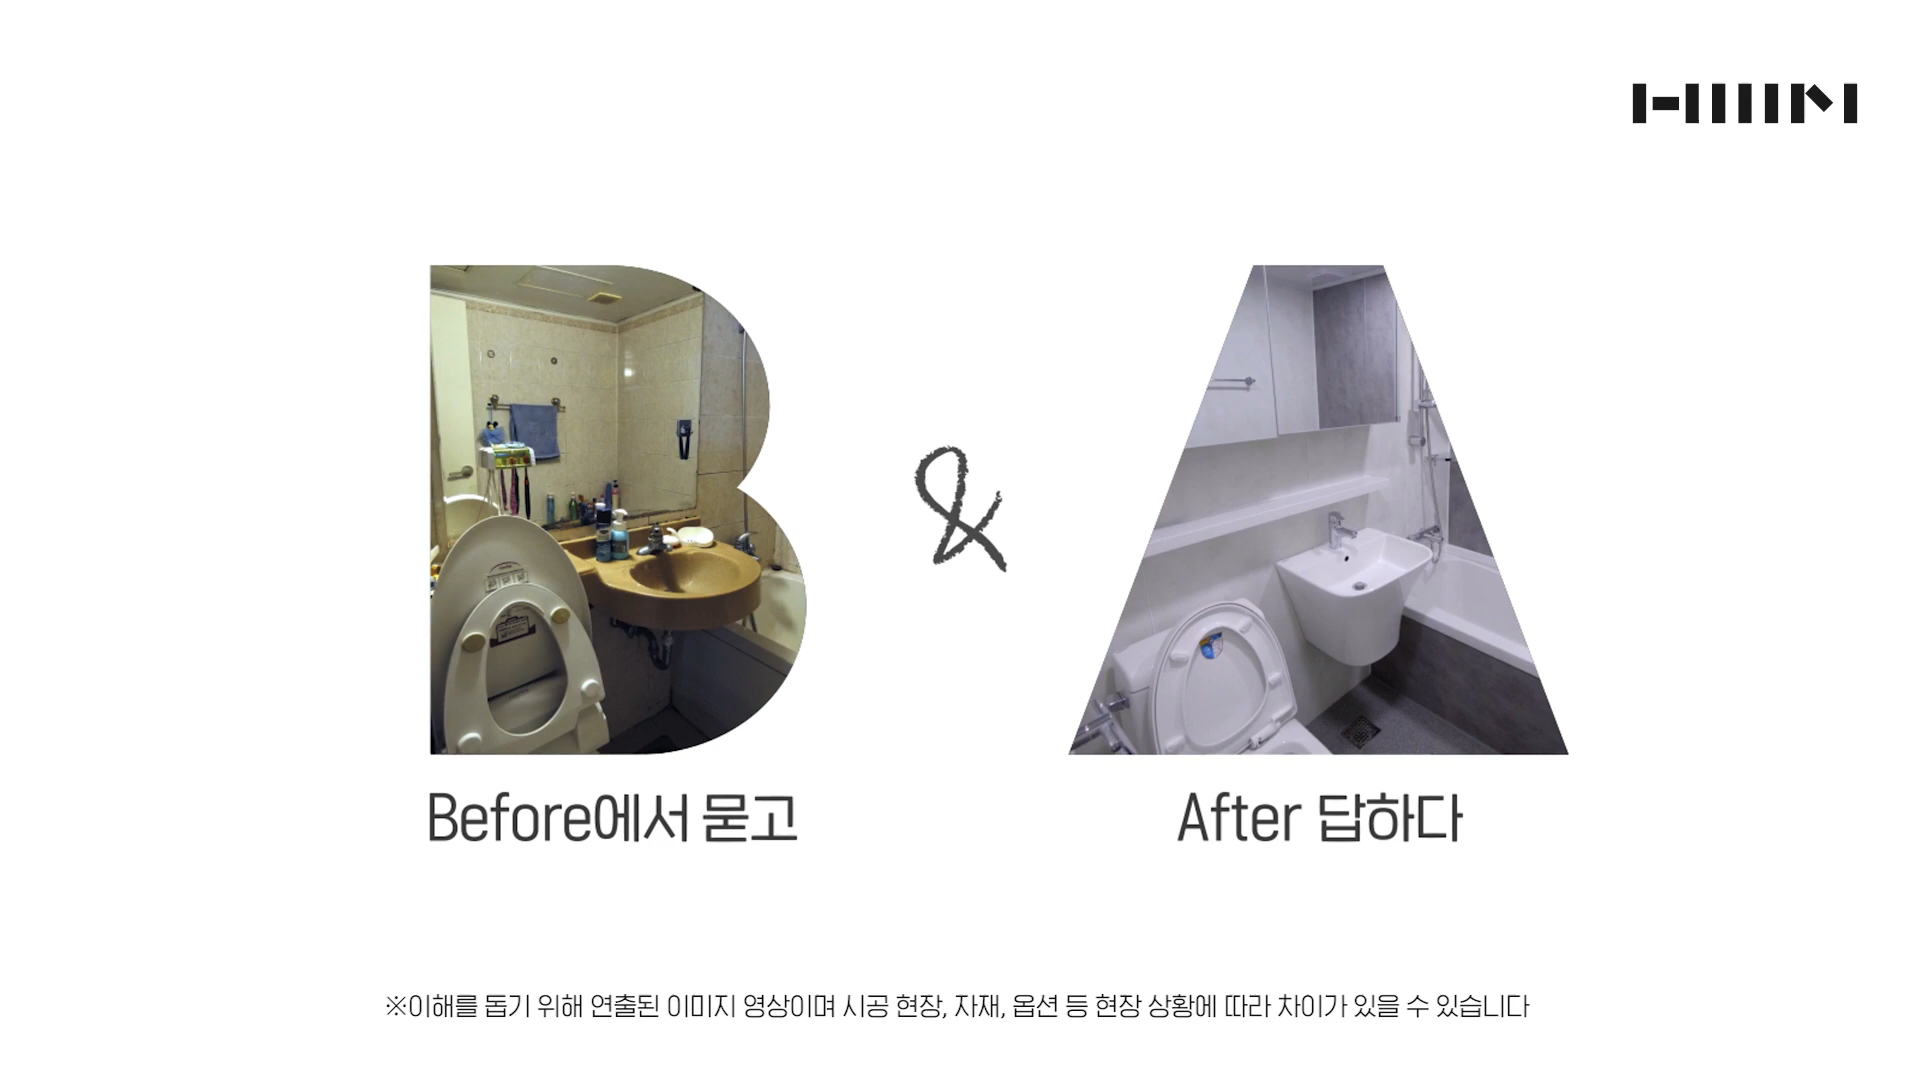 B & A
Before에서 묻고
After 답하다
※이해를 돕기 위해 연출된 이미지 영상이며 시공 현장, 자재, 옵션 등 현장 상황에 따라 차이가 있을 수 있습니다